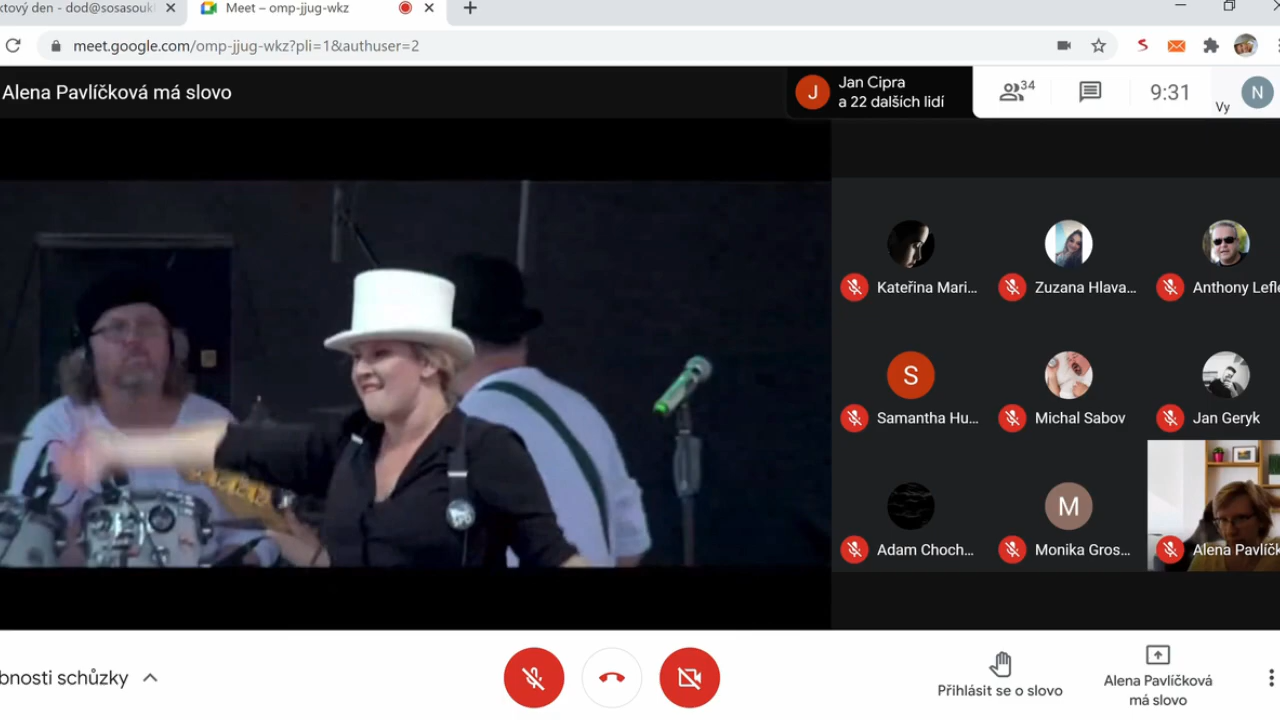 ktový den - dod@sosasouk
Meet – omp-jjug-wkz
meet.google.com/omp-jjug-wkz?pli=1&authuser=2
Alena Pavlíčková má slovo
J
Jan Cipra
a 22 dalších lidí
34
9:31
Vy
N
Kateřina Mari...
Zuzana Hlava...
Anthony Lefle
S
Samantha Hu...
Michal Sabov
Jan Geryk
Adam Choch...
M
Monika Gros...
Alena Pavlíčk
bnosti schůzky
Přihlásit se o slovo
Alena Pavlíčková
má slovo